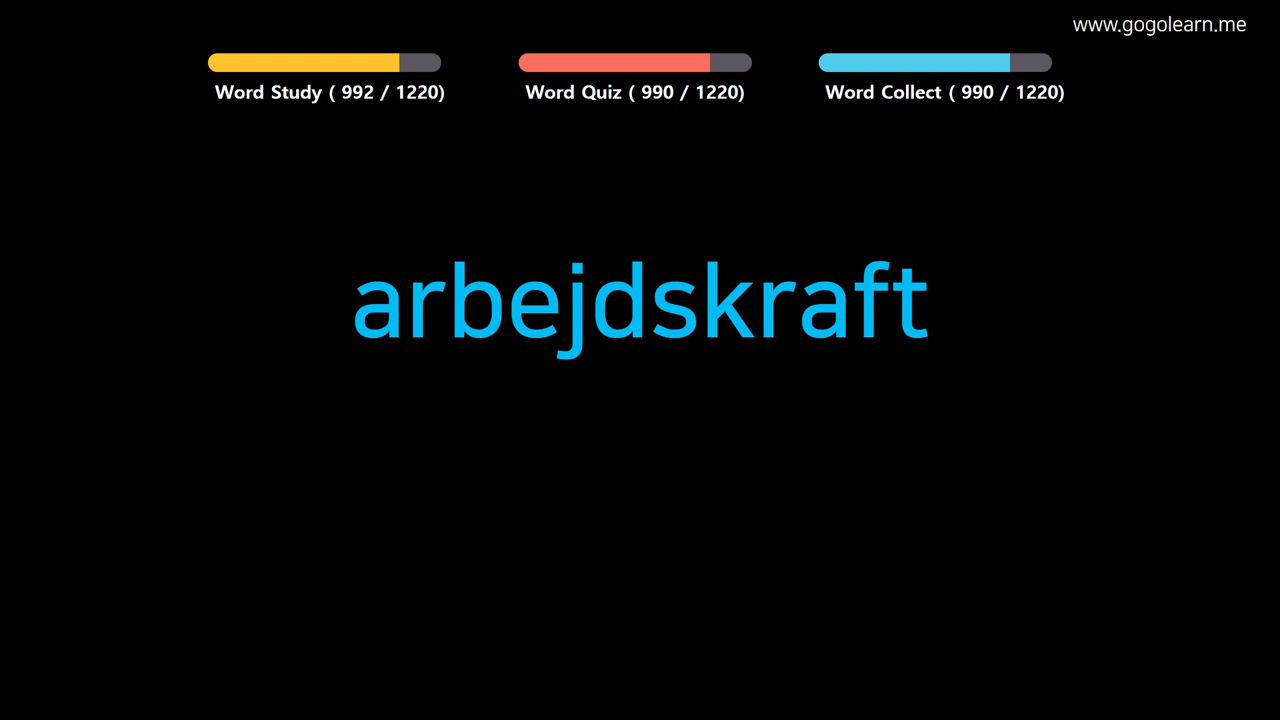 www.gogolearn.me
Word Study ( 992 / 1220)
Word Quiz ( 990 / 1220)
Word Collect ( 990 / 1220)
arbejdskraft